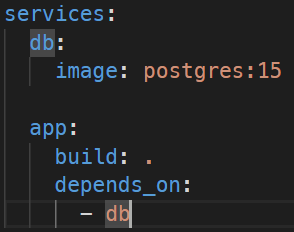 services:
  db:
    image: postgres:15

  app:
    build: .
    depends_on:
      - db